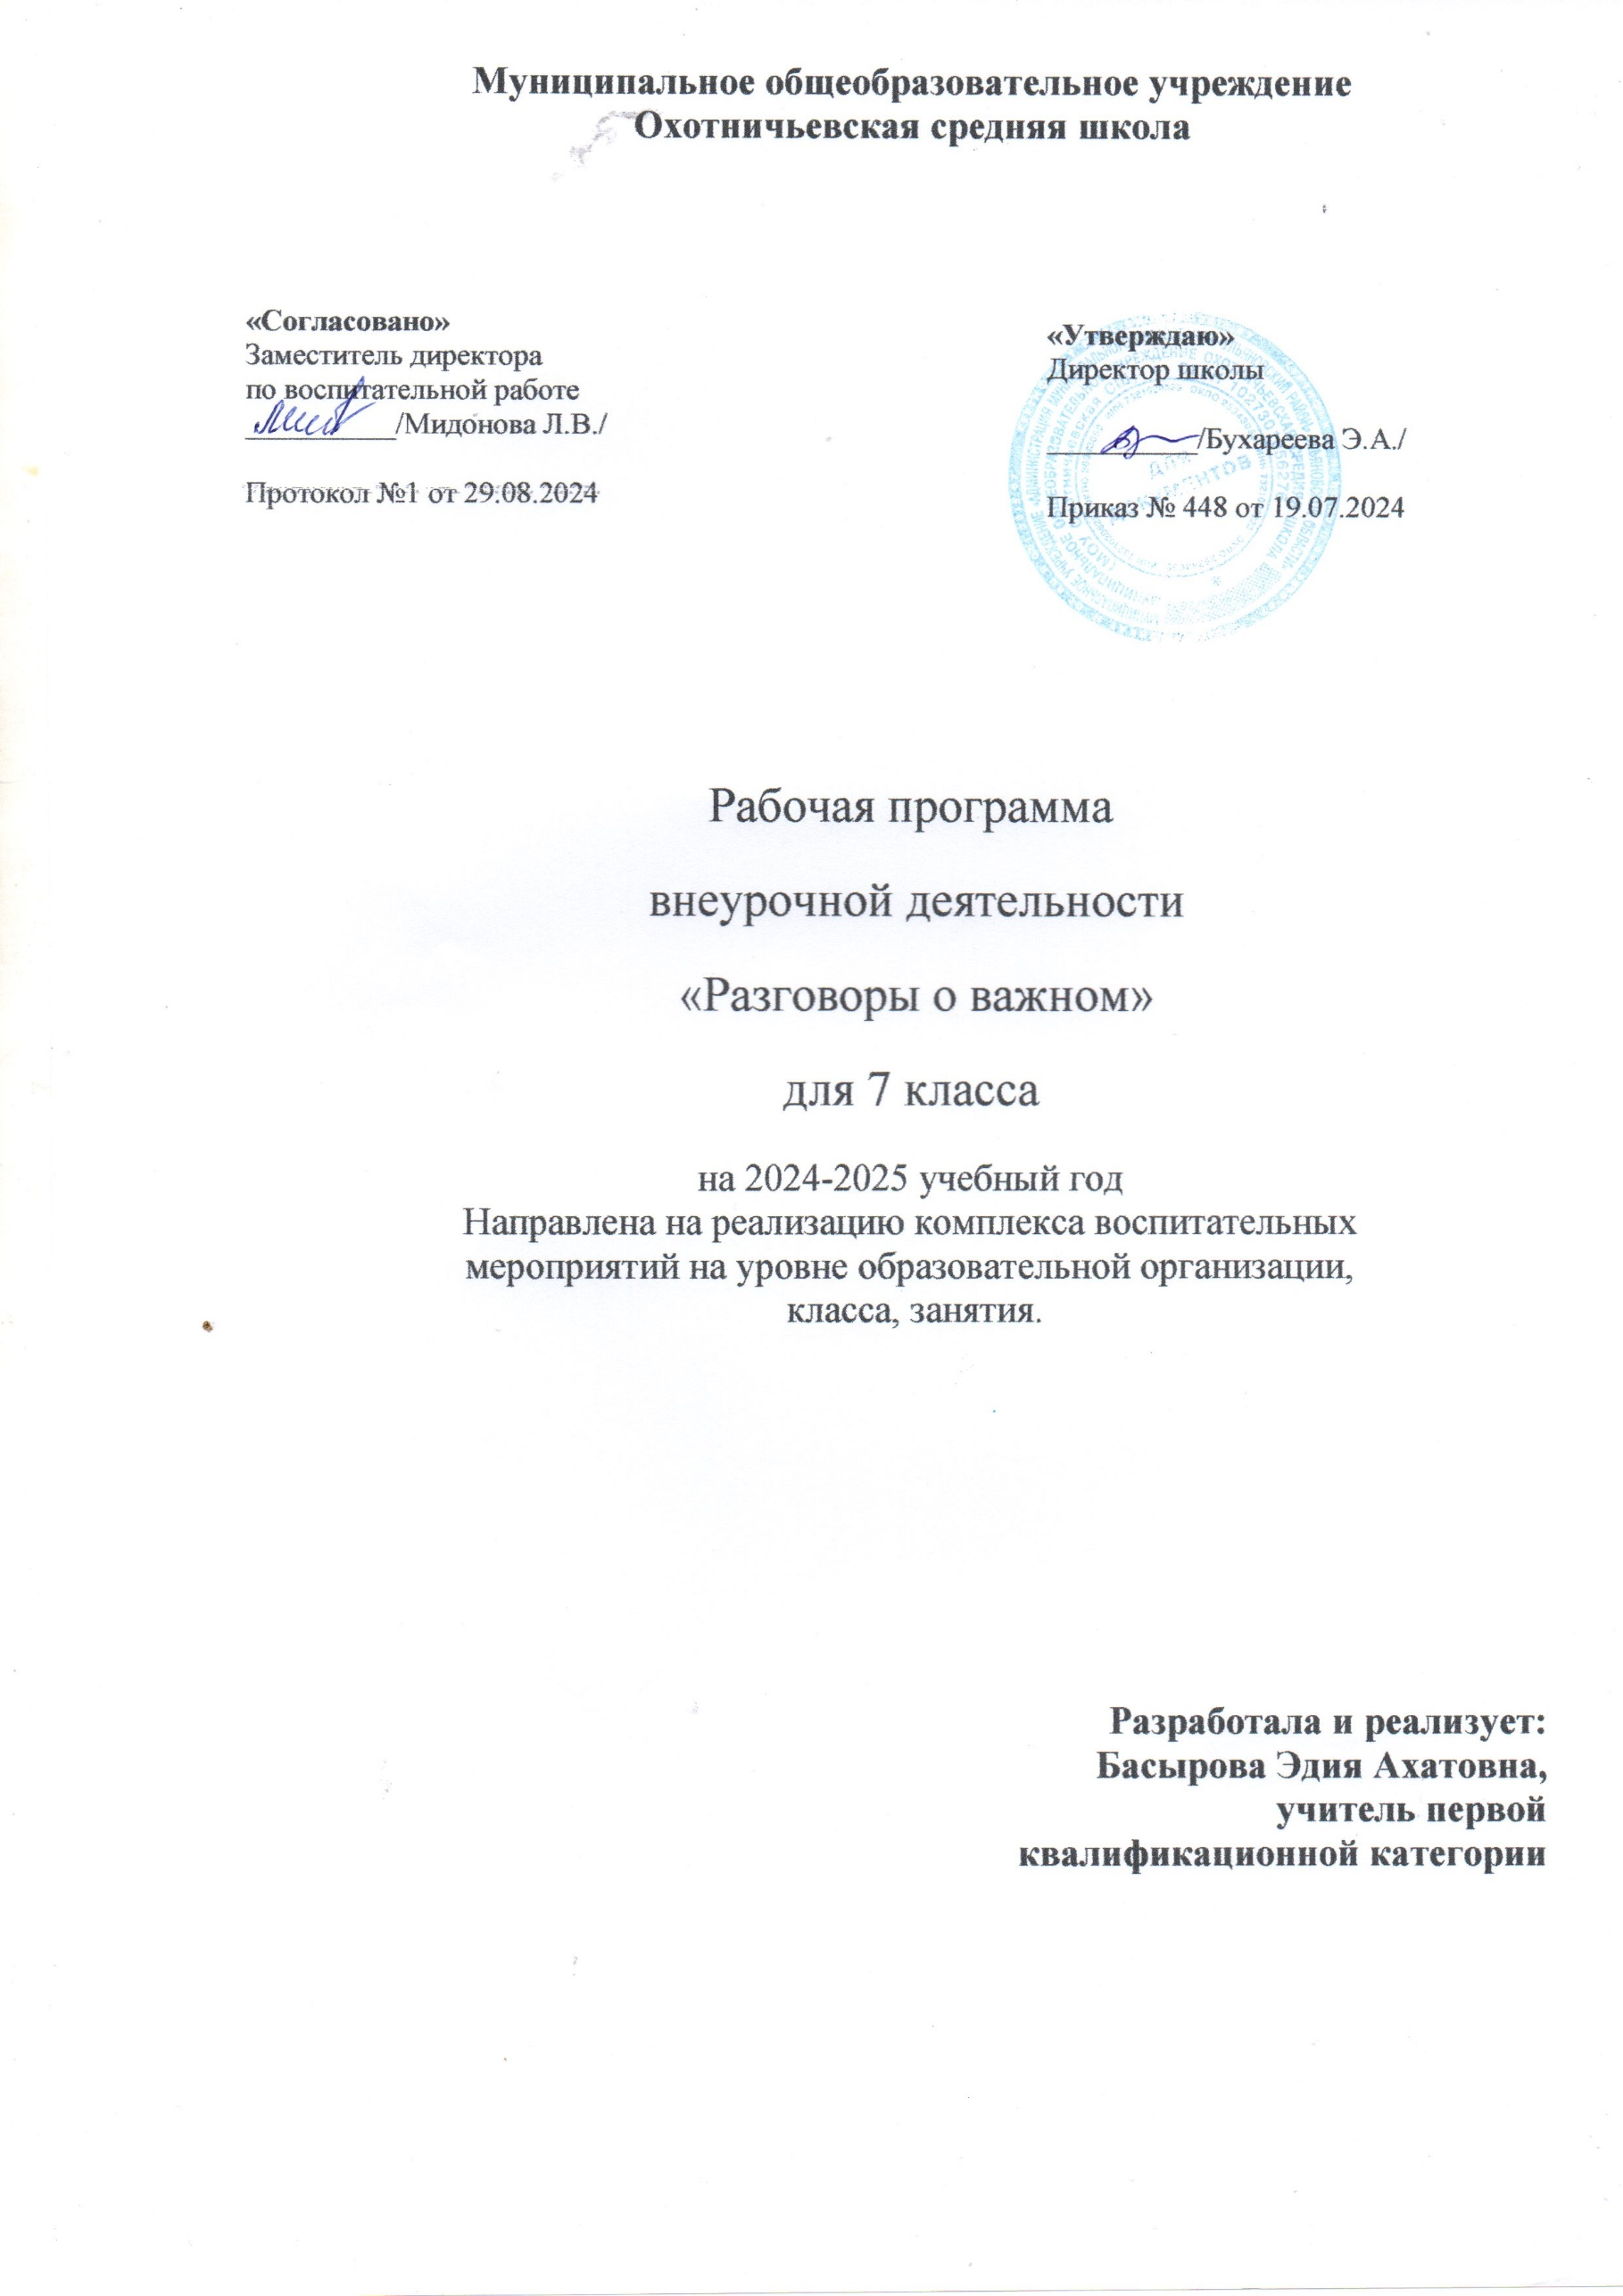 Муниципальное общеобразовательное учреждение
Охотничьевская средняя школа
«Согласовано»
Заместитель директора
по воспитательной работе
/Мидонова Л.В./
Протокол №1 от 29.08.2024
«Утверждаю»
Директор школы
/Бухареева Э.А./
Приказ № 448 от 19.07.2024
для
документов
Рабочая программа
внеурочной деятельности
«Разговоры о важном»
для 7 класса
на 2024-2025 учебный год
Направлена на реализацию комплекса воспитательных
мероприятий на уровне образовательной организации,
класса, занятия.
Разработала и реализует:
Басырова Эдия Ахатовна,
учитель первой
квалификационной категории